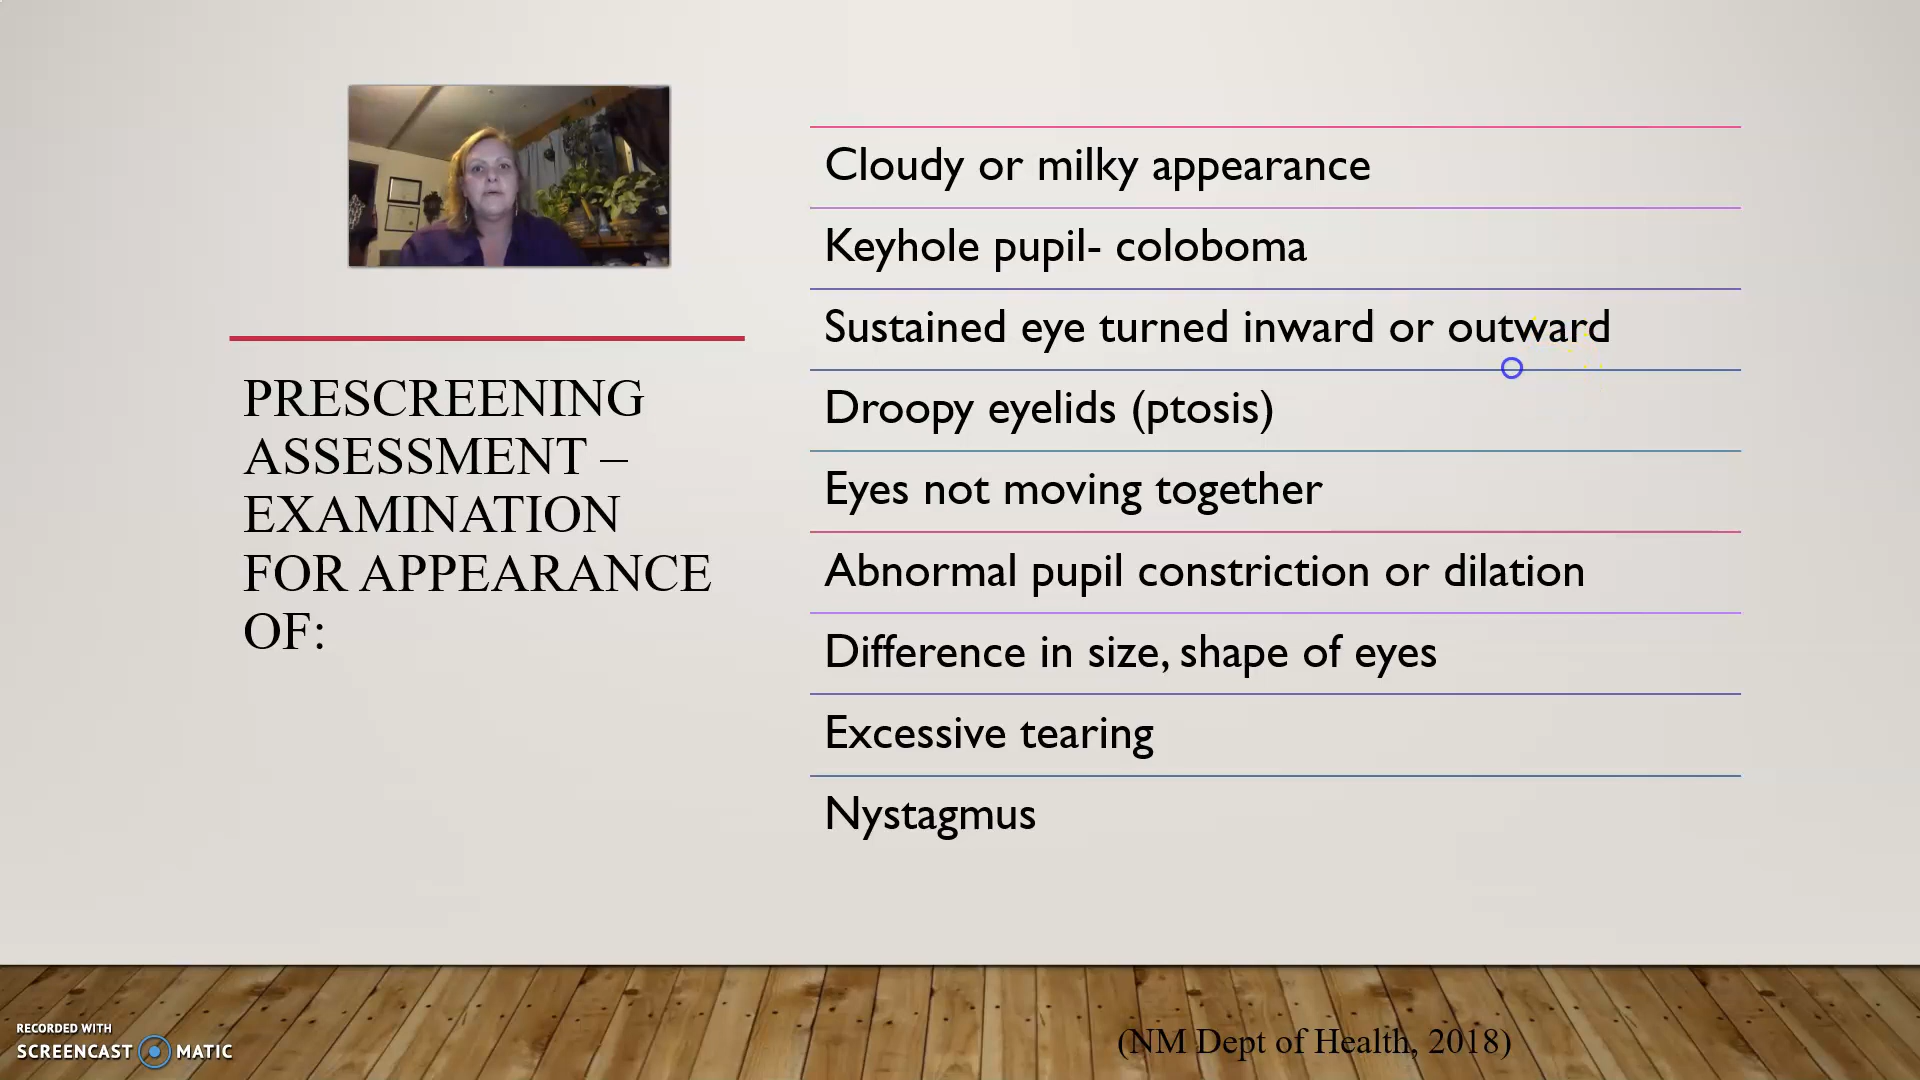 PRESCREENING
ASSESSMENT –
EXAMINATION
FOR APPEARANCE
OF:
Cloudy or milky appearance
Keyhole pupil- coloboma
Sustained eye turned inward or outward
Droopy eyelids (ptosis)
Eyes not moving together
Abnormal pupil constriction or dilation
Difference in size, shape of eyes
Excessive tearing
Nystagmus
(NM Dept of Health, 2018)
RECORDED WITH
SCREENCAST MATIC